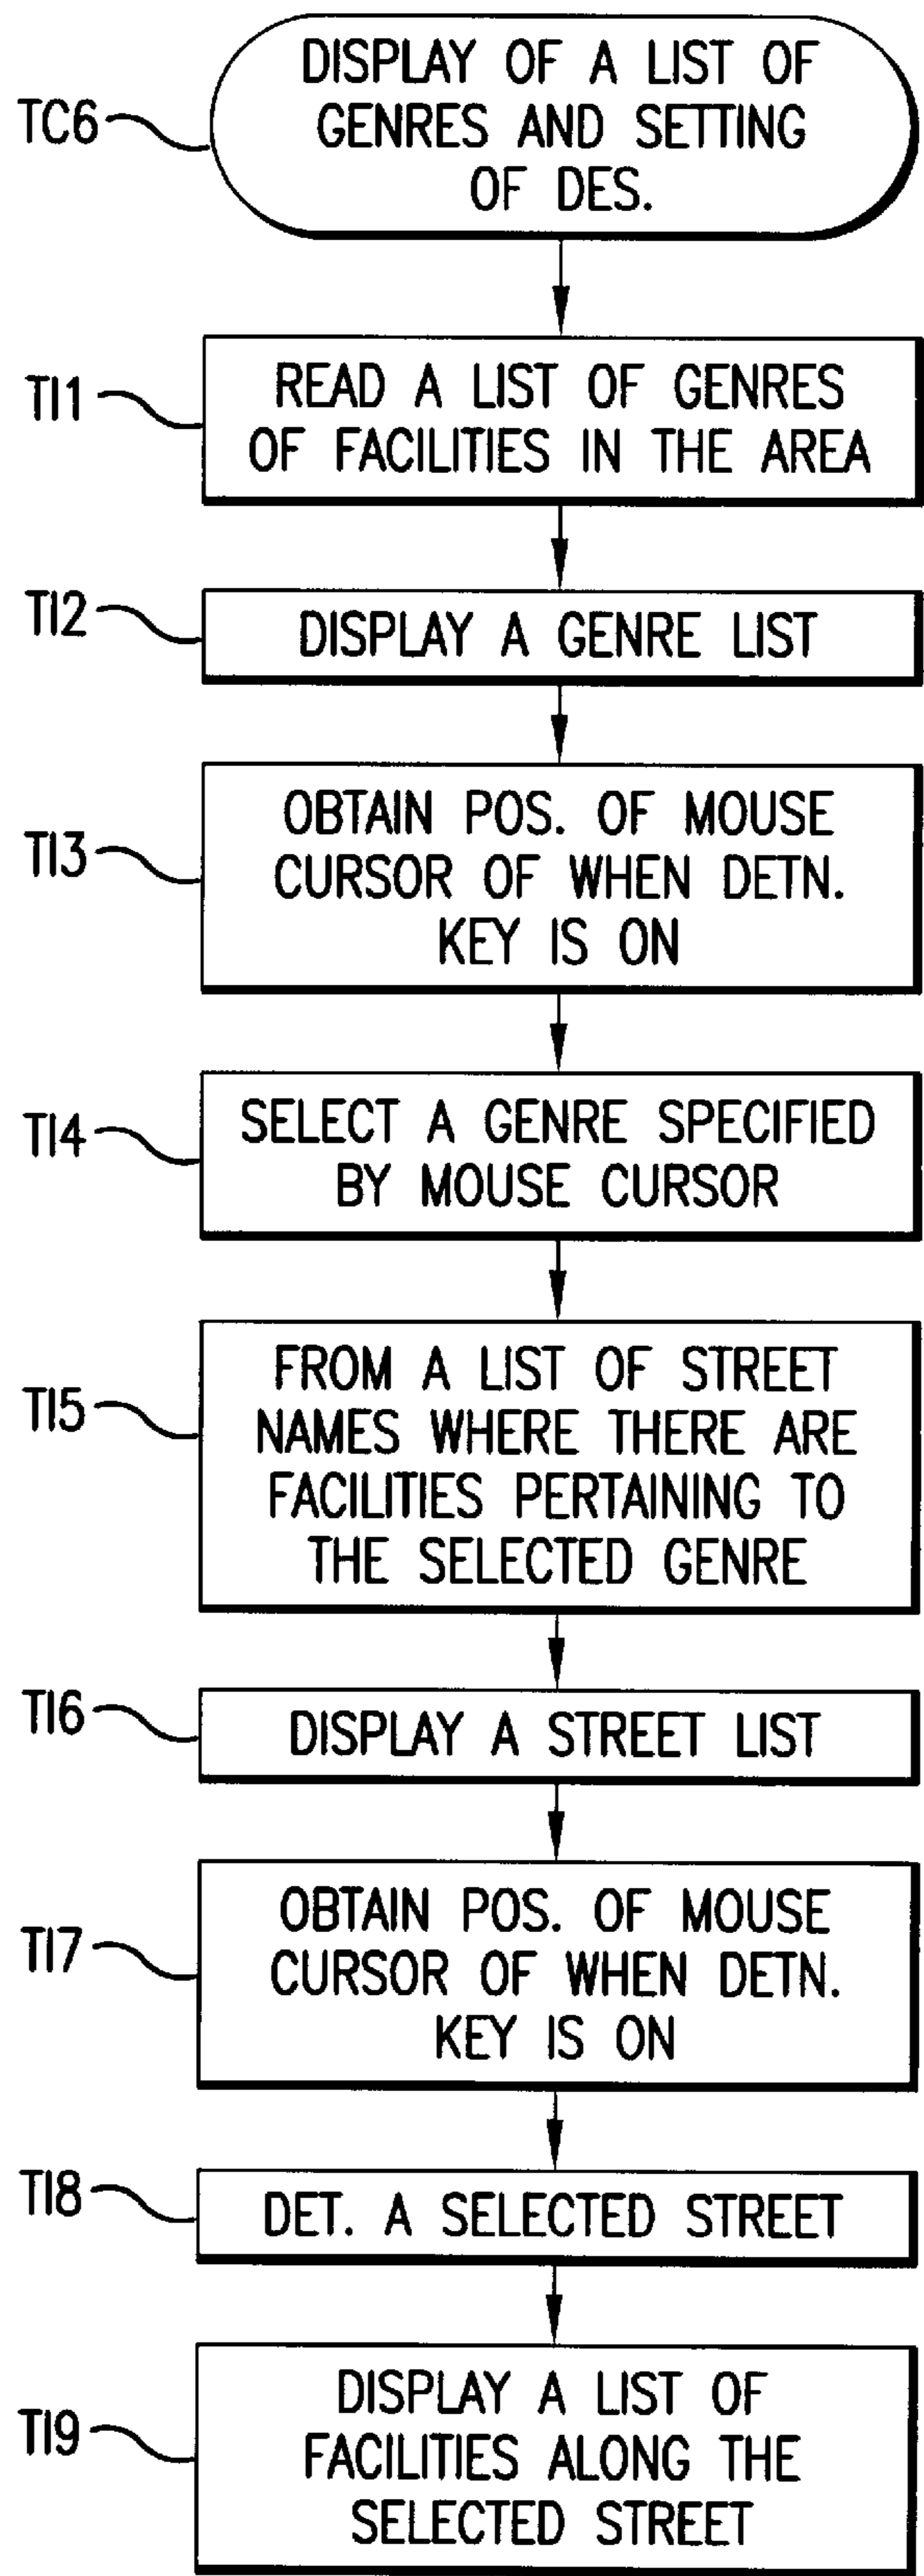 TC6
DISPLAY OF A LIST OF
GENRES AND SETTING
OF DES.
TI1
READ A LIST OF GENRES
OF FACILITIES IN THE AREA
TI2
DISPLAY A GENRE LIST
TI3
OBTAIN POS. OF MOUSE
CURSOR OF WHEN DETN.
KEY IS ON
TI4
SELECT A GENRE SPECIFIED
BY MOUSE CURSOR
TI5
FROM A LIST OF STREET
NAMES WHERE THERE ARE
FACILITIES PERTAINING TO
THE SELECTED GENRE
TI6
DISPLAY A STREET LIST
TI7
OBTAIN POS. OF MOUSE
CURSOR OF WHEN DETN.
KEY IS ON
TI8
DET. A SELECTED STREET
TI9
DISPLAY A LIST OF
FACILITIES ALONG THE
SELECTED STREET